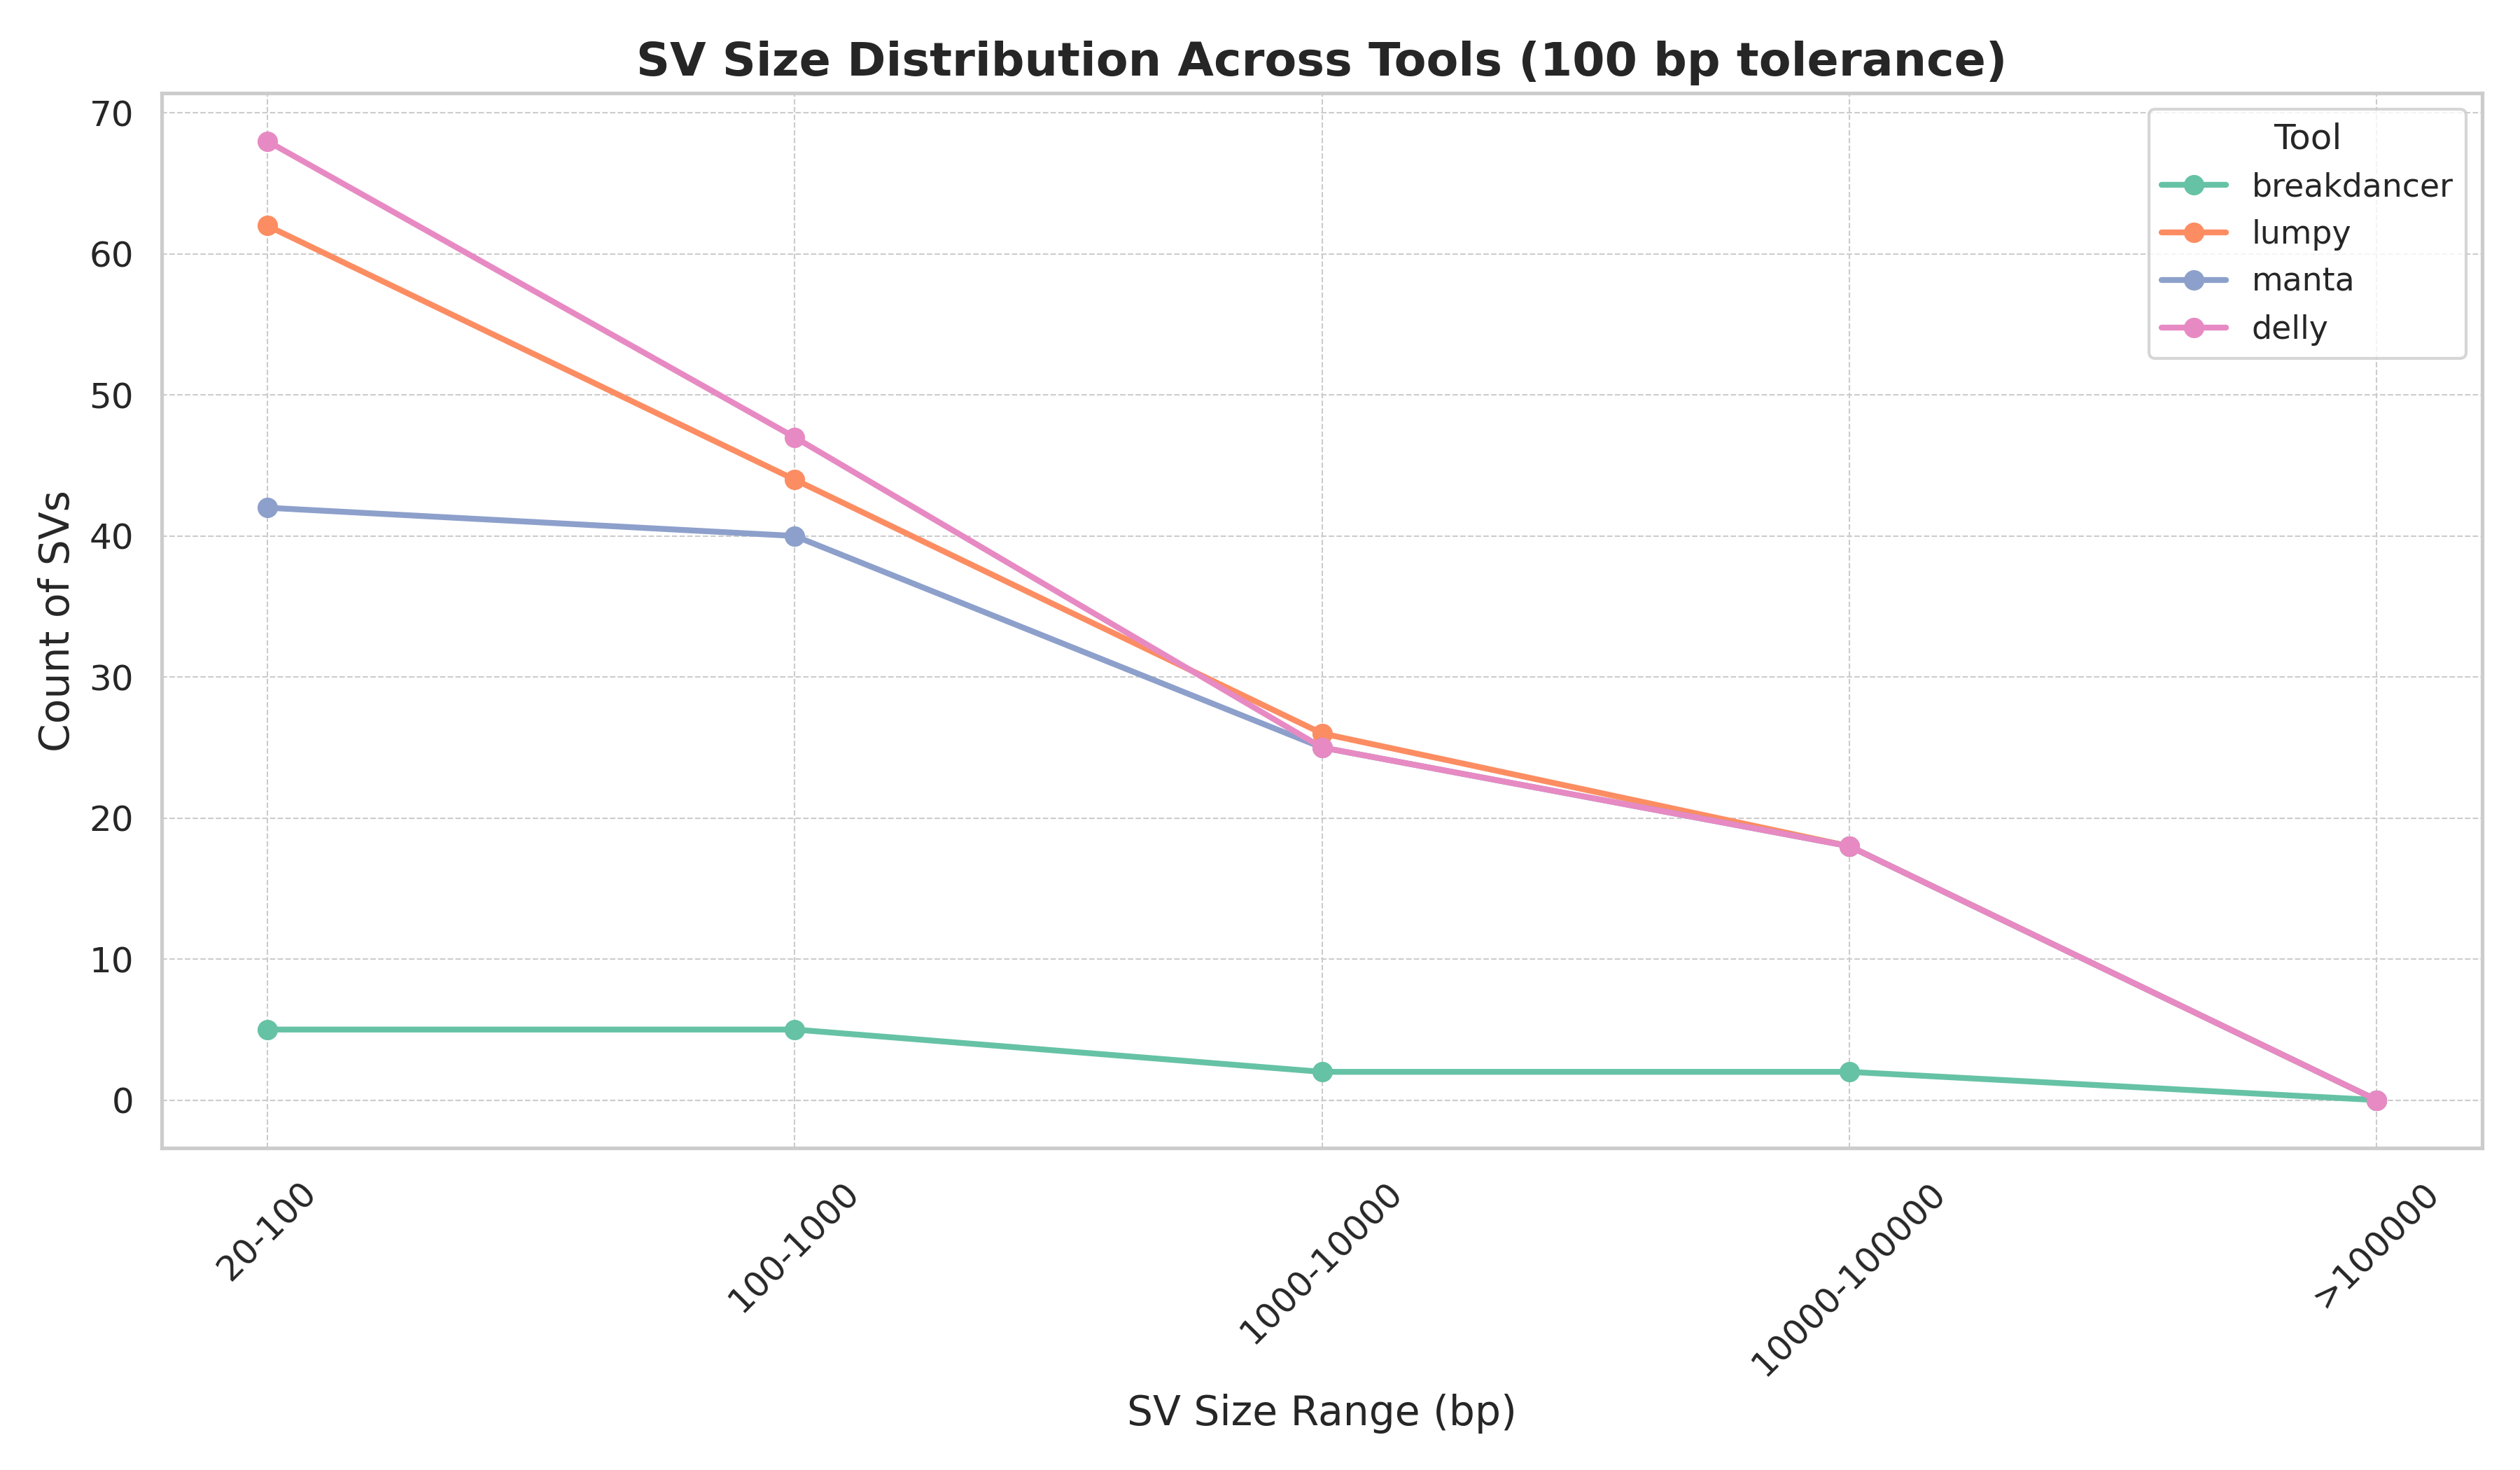 SV Size Distribution Across Tools (100 bp tolerance)
70
60
50
40
30
20
10
0
Count of SVs
Tool
breakdancer
lumpy
manta
delly
20-100
100-1000
1000-10000
10000-100000
>100000
SV Size Range (bp)